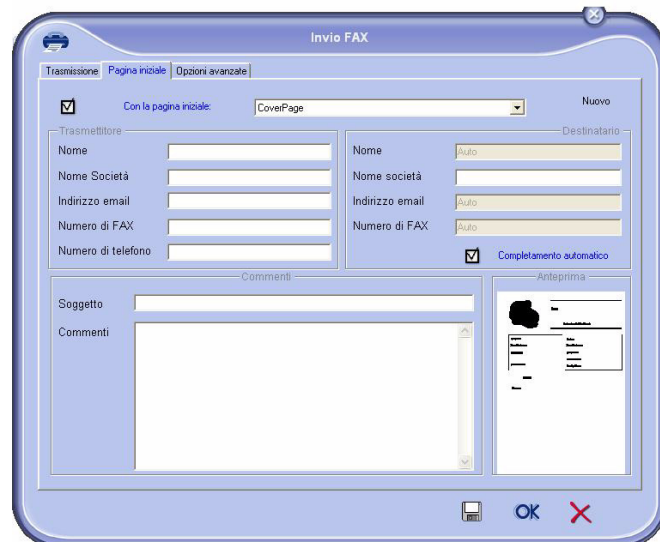 Invio FAX
Trasmissione Pagina iniziale Opzioni avanzate
Con la pagina iniziale: CoverPage Nuovo
Trasmettitore
Nome
Nome Società
Indirizzo email
Numero di FAX
Numero di telefono
Destinatario
Nome Auto
Nome società
Indirizzo email Auto
Numero di FAX Auto
Completamento automatico
Commenti
Soggetto
Commenti
Anteprima
OK